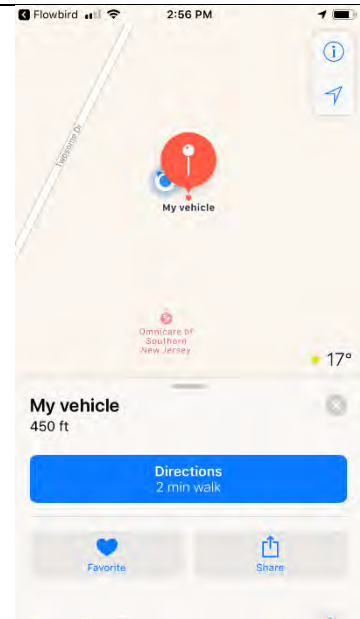 Flowbird
2:56 PM
Twosome Dr
My vehicle
Omnicare of
Southern
New Jersey
17°
My vehicle
450 ft
Directions
2 min walk
Favorite
Share